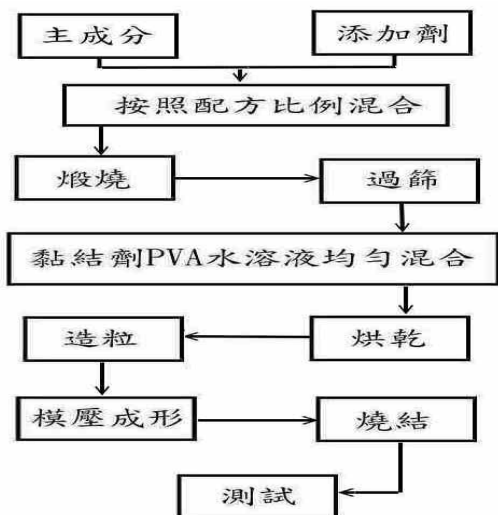 主成分
添加劑
按照配方比例混合
煅燒
過篩
黏結劑PVA水溶液均勻混合
造粒
烘乾
模壓成形
燒結
測試